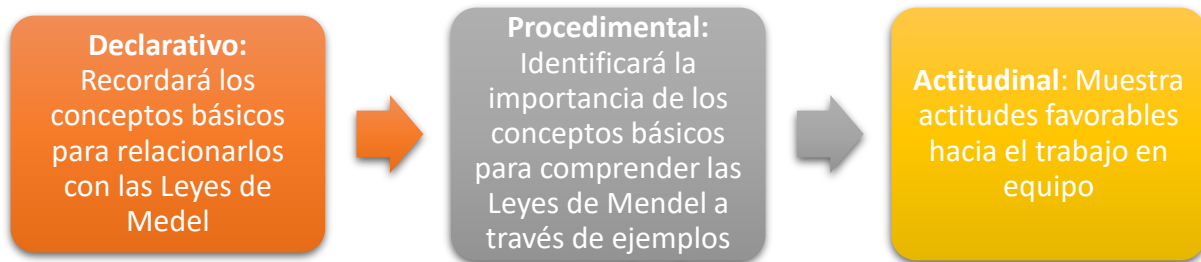 Declarativo:
Recordará los
conceptos básicos
para relacionarlos
con las Leyes de
Medel
Procedimental:
Identificará la
importancia de los
conceptos básicos
para comprender las
Leyes de Mendel a
través de ejemplos
Actitudinal: Muestra
actitudes favorables
hacia el trabajo en
equipo